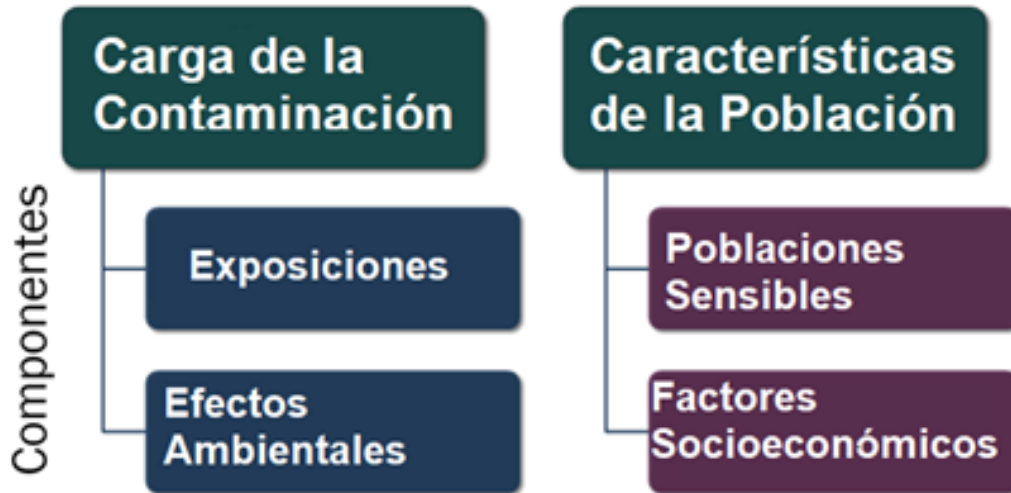 Carga de la
Contaminación
Características
de la Población
Componentes
Exposiciones
Poblaciones
Sensibles
Efectos
Ambientales
Factores
Socioeconómicos